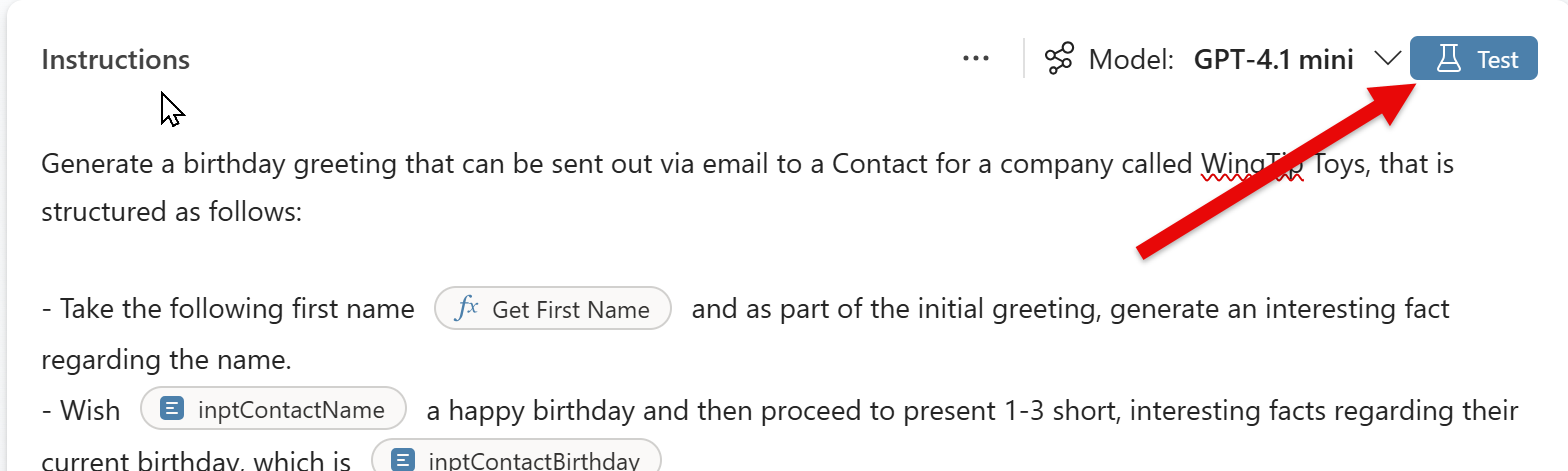 Instructions
... Model: GPT-4.1 mini Test
Generate a birthday greeting that can be sent out via email to a Contact for a company called WingTip Toys, that is
structured as follows:
- Take the following first name fx Get First Name and as part of the initial greeting, generate an interesting fact
regarding the name.
- Wish inptContactName a happy birthday and then proceed to present 1-3 short, interesting facts regarding their
current birthday, which is inptContactBirthday